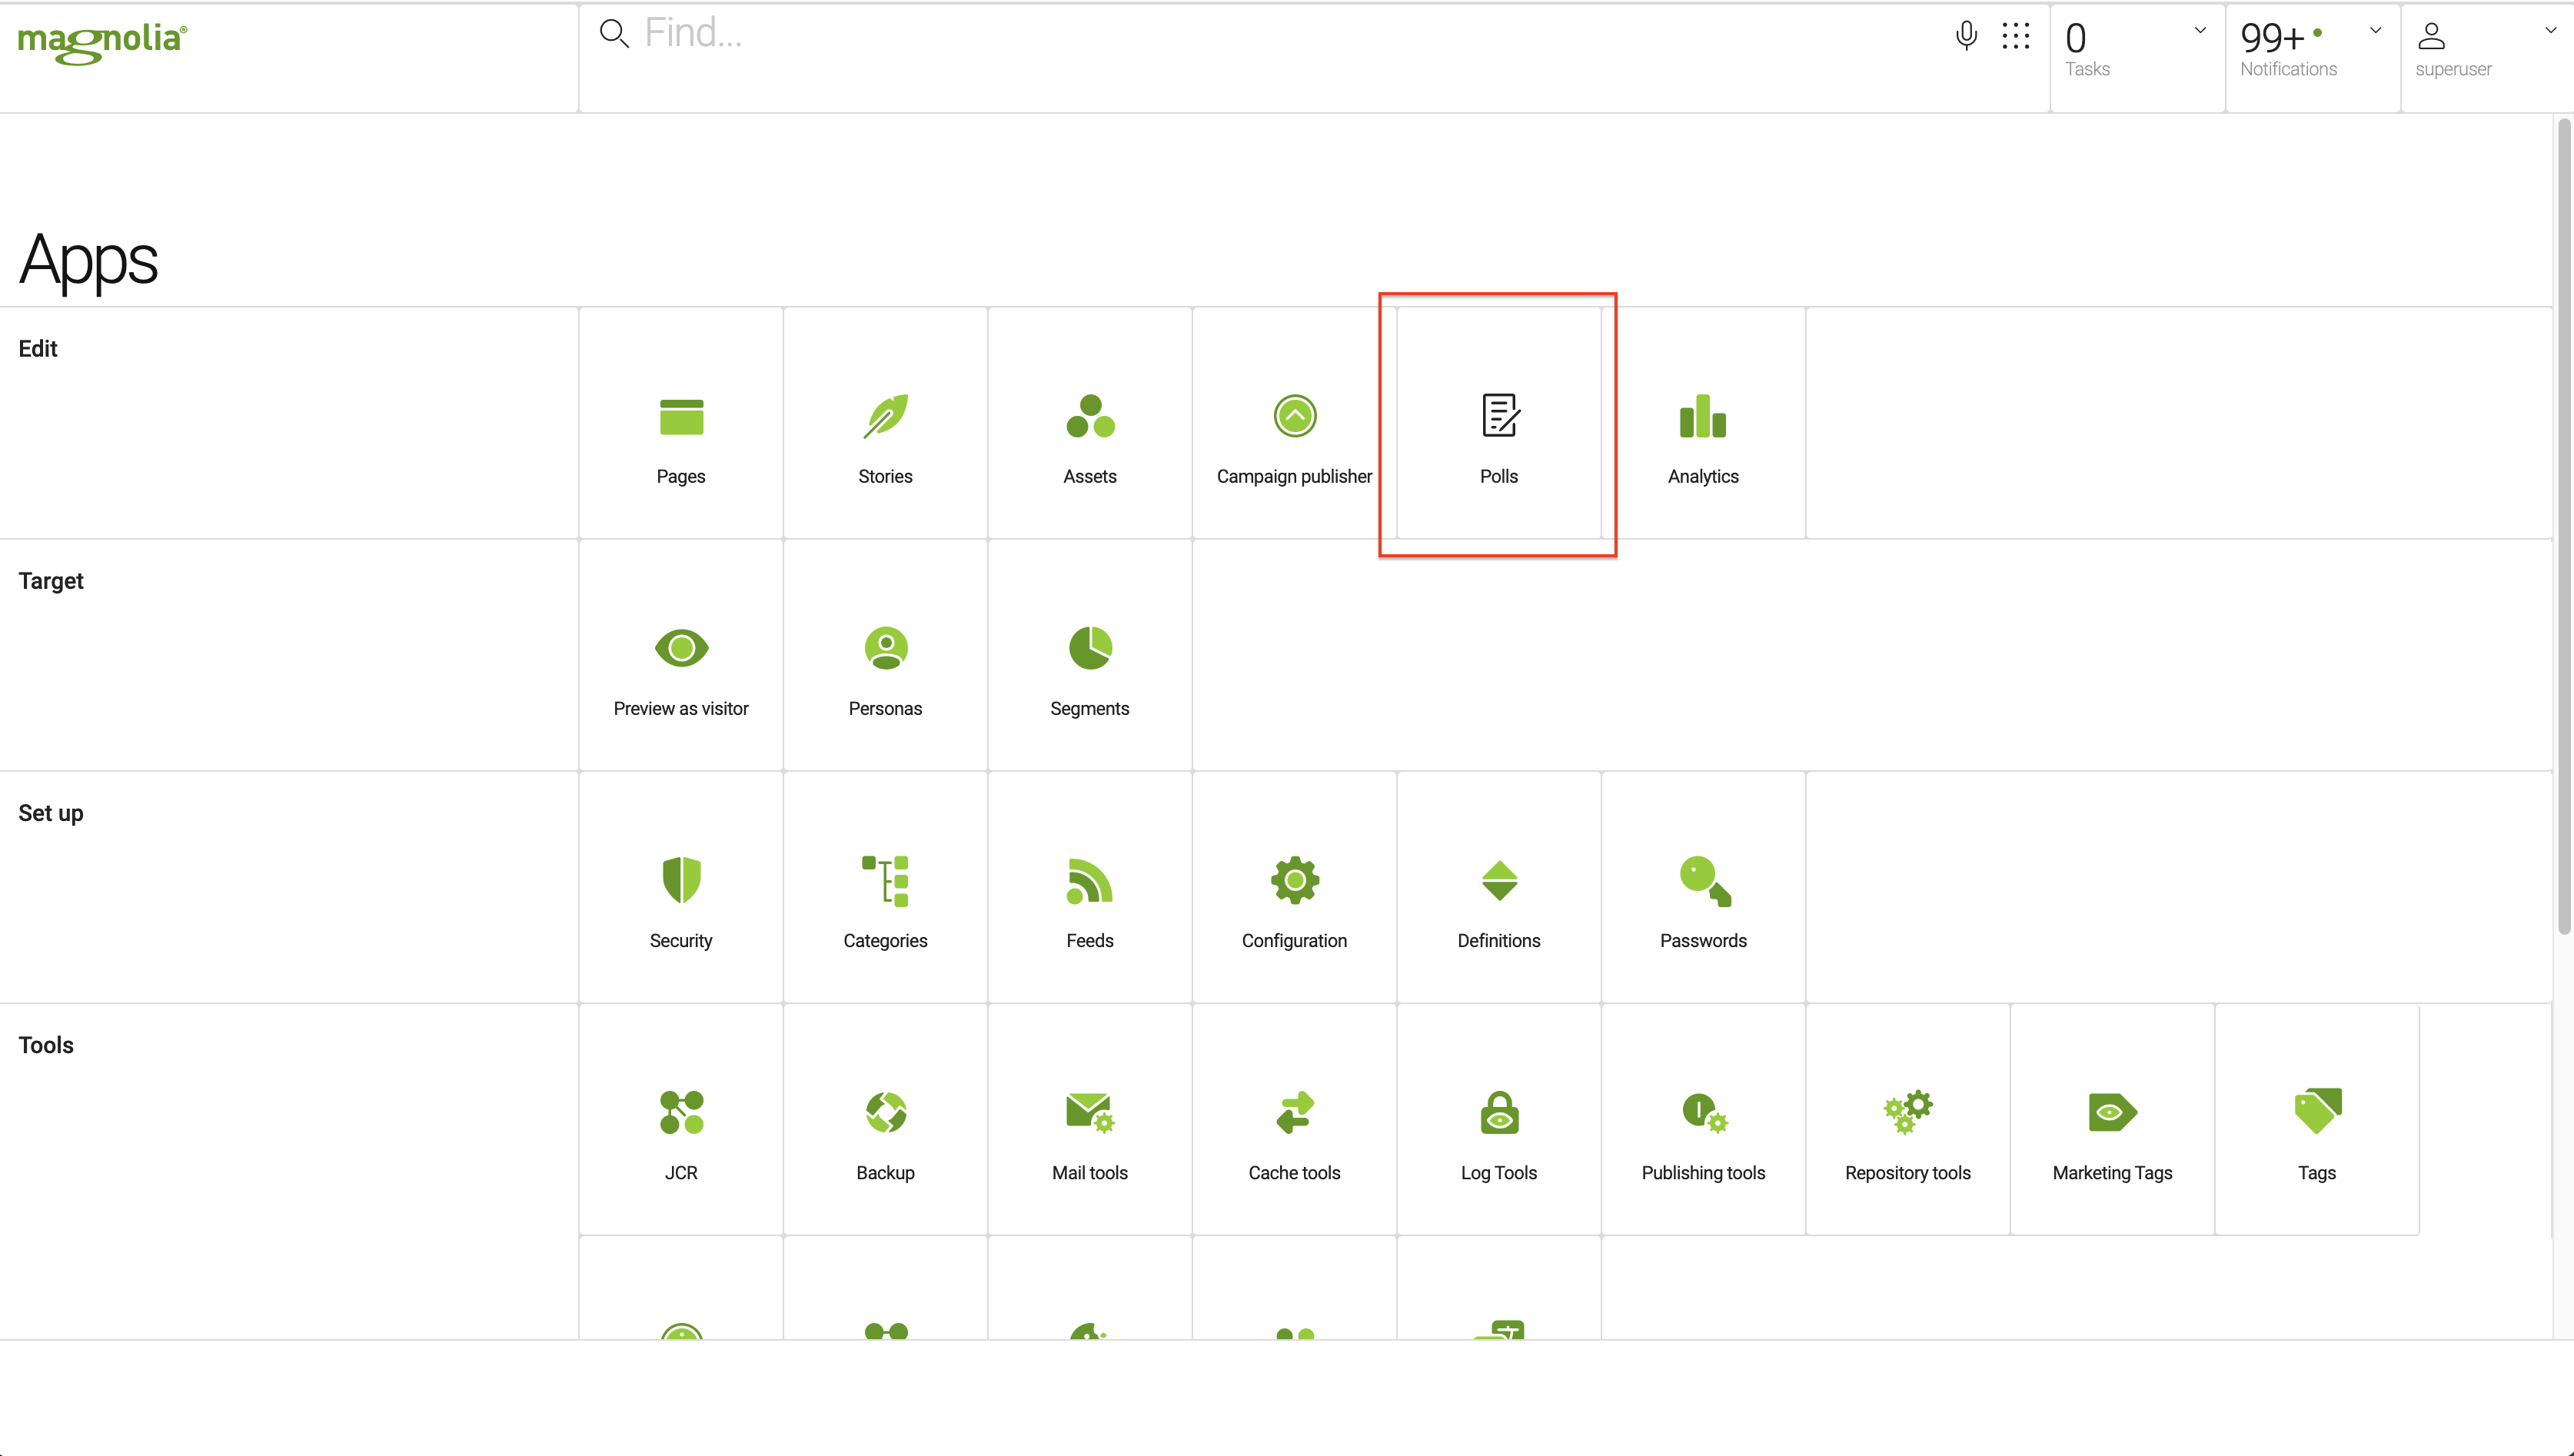 magnolia®
Find...
0
Tasks
99+
Notifications
superuser
Apps
Edit
Pages
Stories
Assets
Campaign publisher
Polls
Analytics
Target
Preview as visitor
Personas
Segments
Set up
Security
Categories
Feeds
Configuration
Definitions
Passwords
Tools
JCR
Backup
Mail tools
Cache tools
Log Tools
Publishing tools
Repository tools
Marketing Tags
Tags